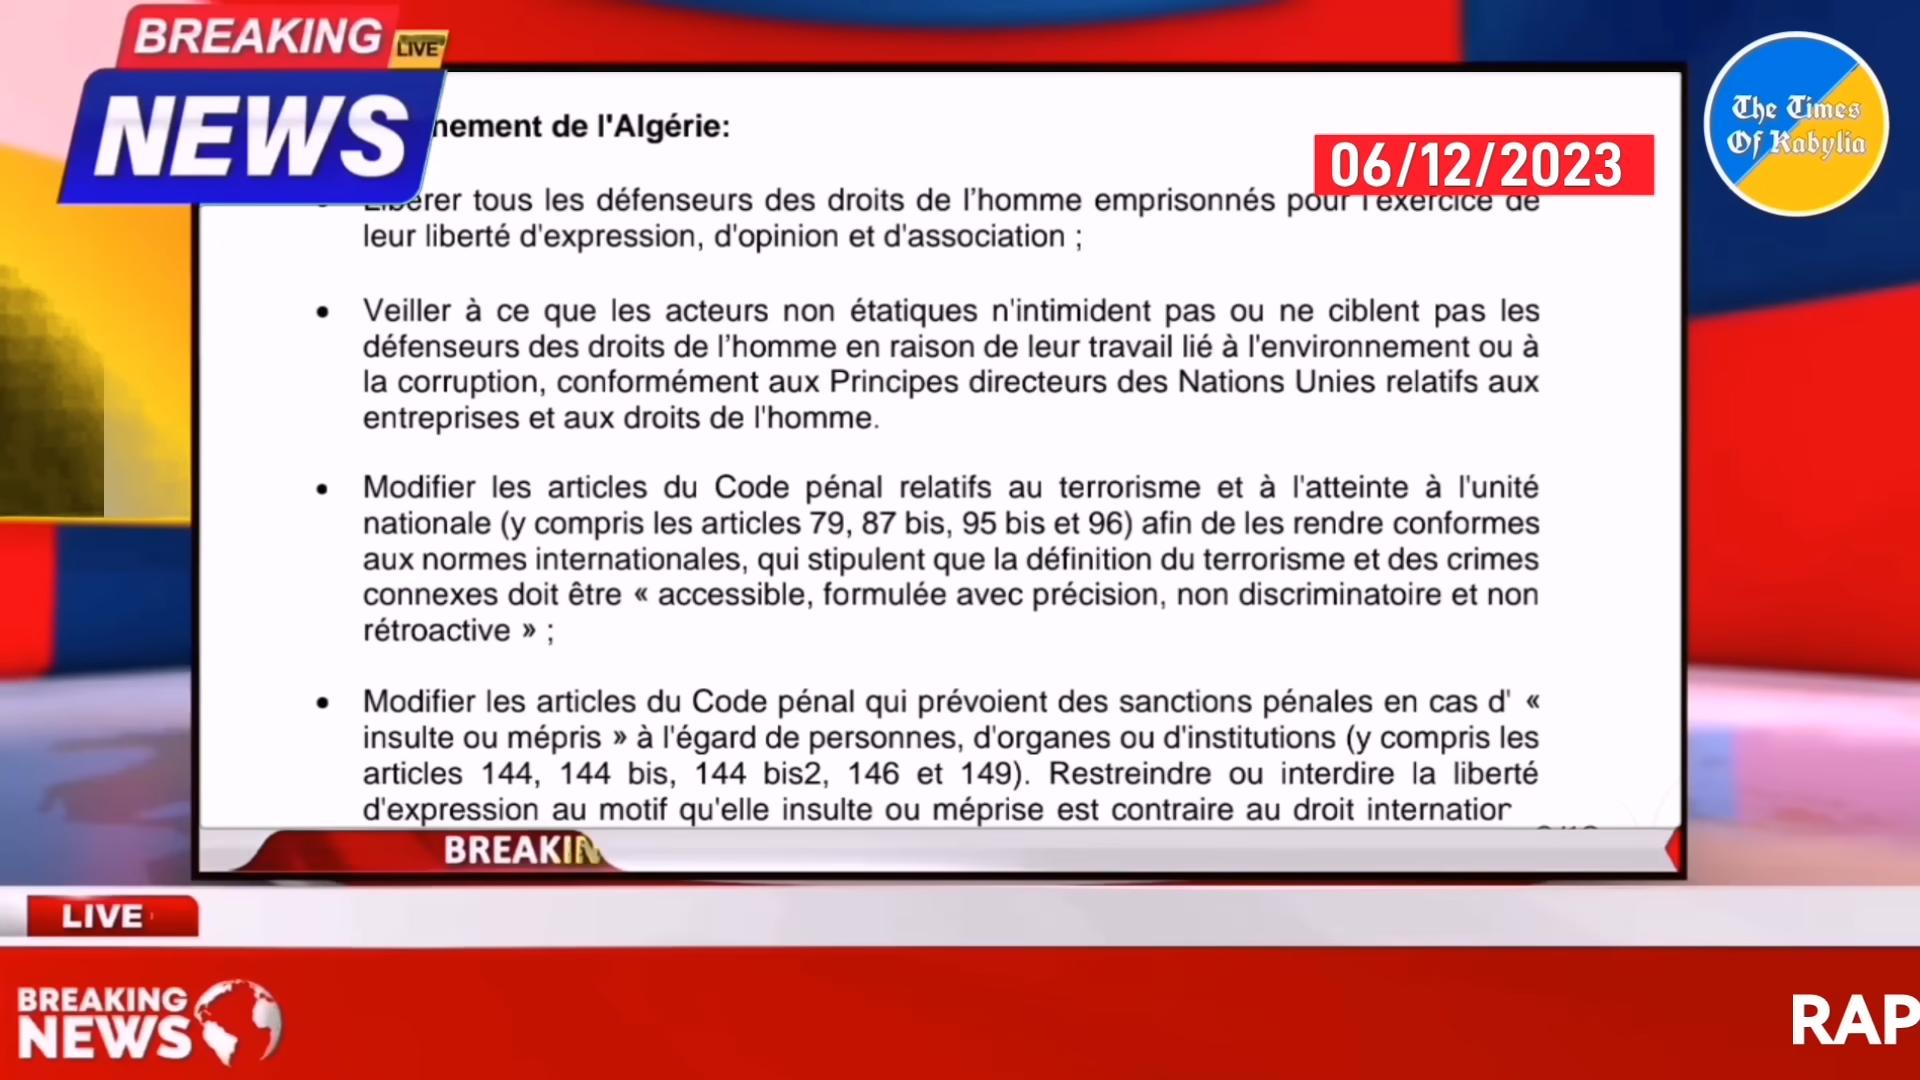 BREAKING
LIVE
NEWS
nement de l'Algérie:
06/12/2023
The Times
Of Kabylia
Libérer tous les défenseurs des droits de l’homme emprisonnés pour l'exercice de
leur liberté d'expression, d'opinion et d'association ;
• Veiller à ce que les acteurs non étatiques n'intimident pas ou ne ciblent pas les
défenseurs des droits de l’homme en raison de leur travail lié à l'environnement ou à
la corruption, conformément aux Principes directeurs des Nations Unies relatifs aux
entreprises et aux droits de l'homme.
• Modifier les articles du Code pénal relatifs au terrorisme et à l'atteinte à l'unité
nationale (y compris les articles 79, 87 bis, 95 bis et 96) afin de les rendre conformes
aux normes internationales, qui stipulent que la définition du terrorisme et des crimes
connexes doit être « accessible, formulée avec précision, non discriminatoire et non
rétroactive » ;
• Modifier les articles du Code pénal qui prévoient des sanctions pénales en cas d' «
insulte ou mépris » à l'égard de personnes, d'organes ou d'institutions (y compris les
articles 144, 144 bis, 144 bis2, 146 et 149). Restreindre ou interdire la liberté
d'expression au motif qu'elle insulte ou méprise est contraire au droit internation
BREAKIN
LIVE
BREAKING
NEWS
RAP